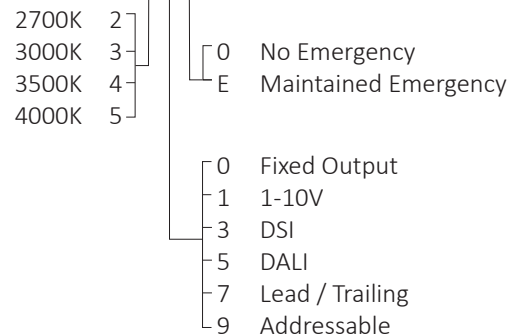 2700K 2
3000K 3
3500K 4
4000K 5
0 No Emergency
E Maintained Emergency
0 Fixed Output
1 1-10V
3 DSI
5 DALI
7 Lead / Trailing
9 Addressable